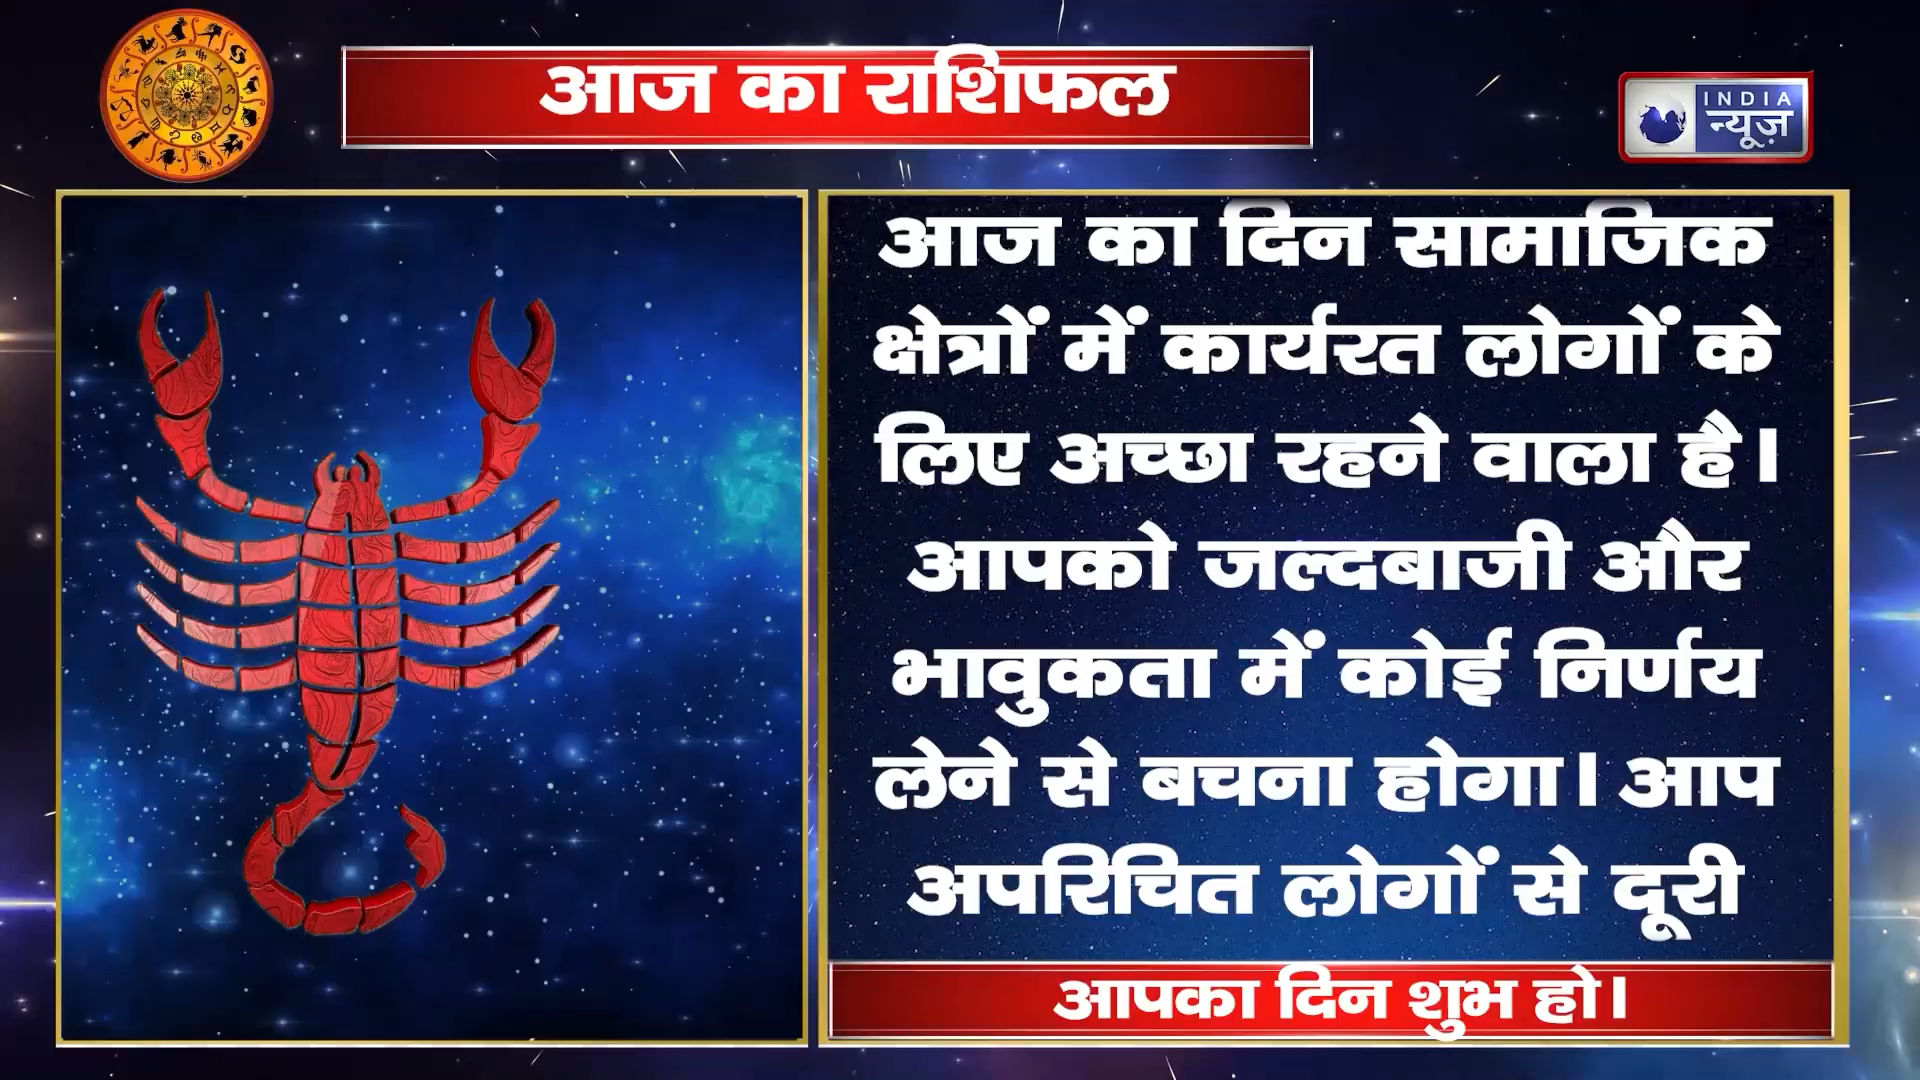 आज का राशिफल
INDIA
न्यूज़
आज का दिन सामाजिक
क्षेत्रों में कार्यरत लोगों के
लिए अच्छा रहने वाला है।
आपको जल्दबाजी और
भावुकता में कोई निर्णय
लेने से बचना होगा। आप
अपरिचित लोगों से दूरी
आपका दिन शुभ हो।